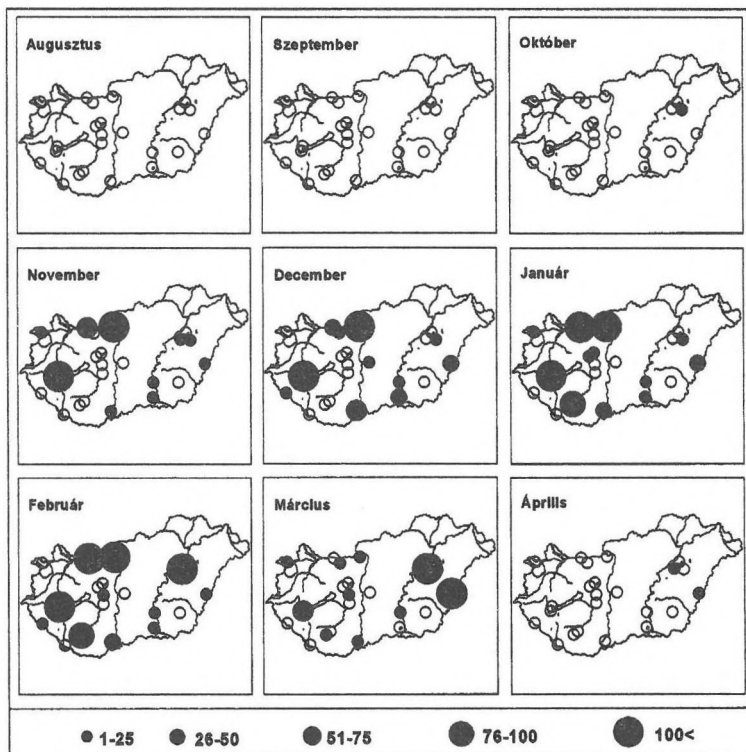 Augusztus
Szeptember
Október
November
December
Január
Február
Március
Április
1-25
26-50
51-75
76-100
100<